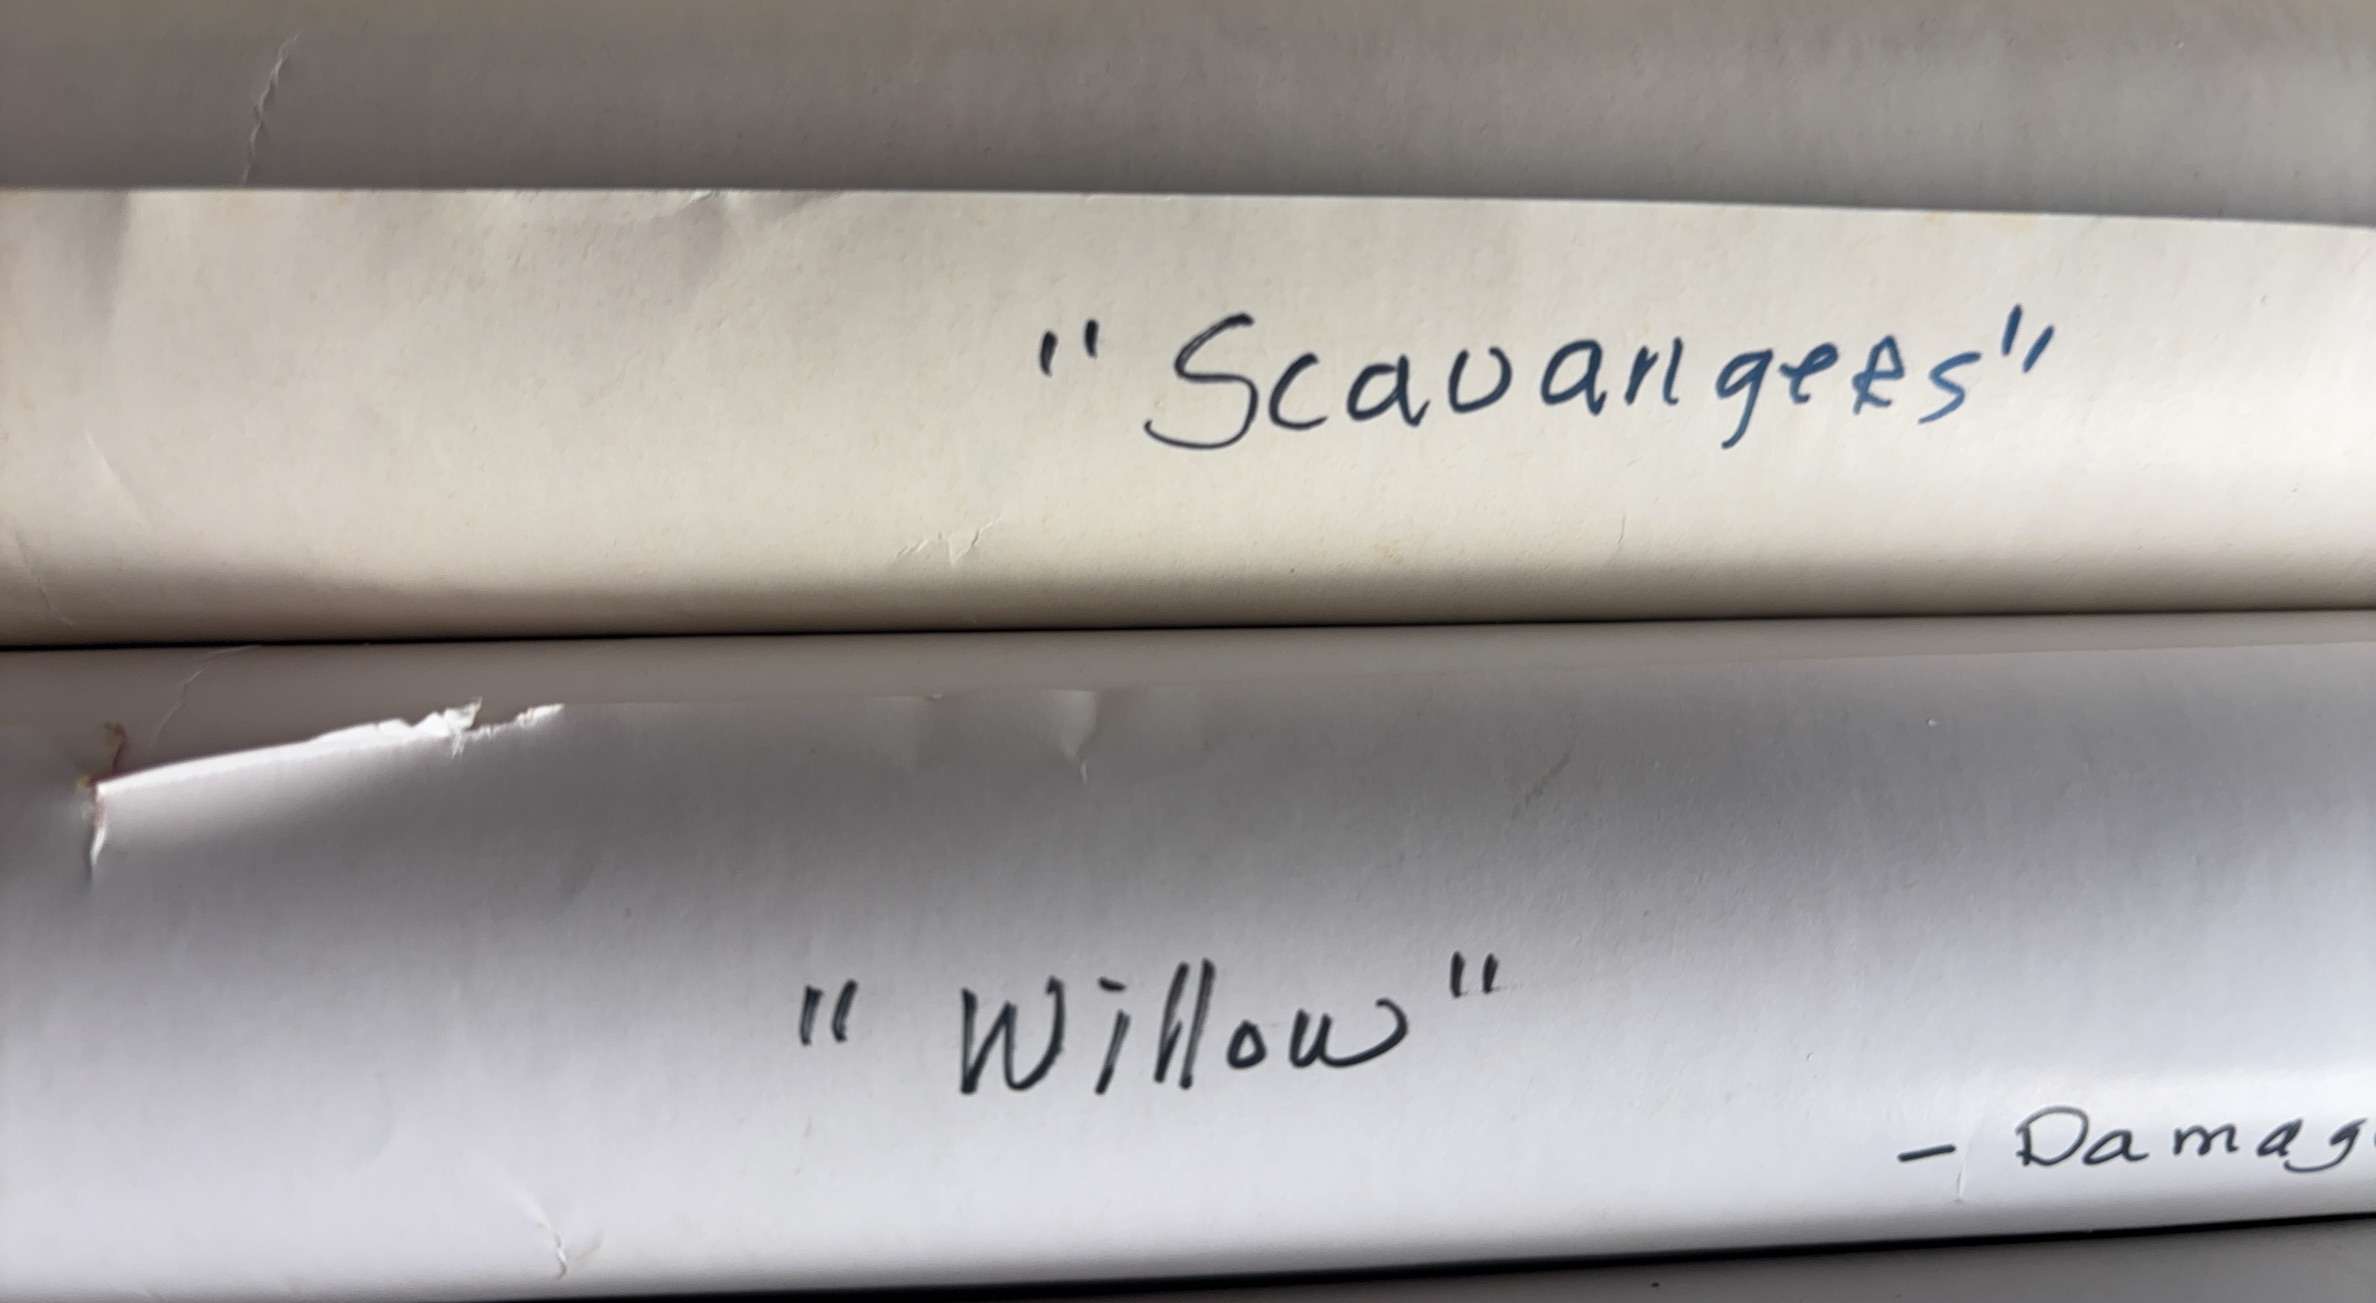 "Scavangers"
"Willow"
- Damag